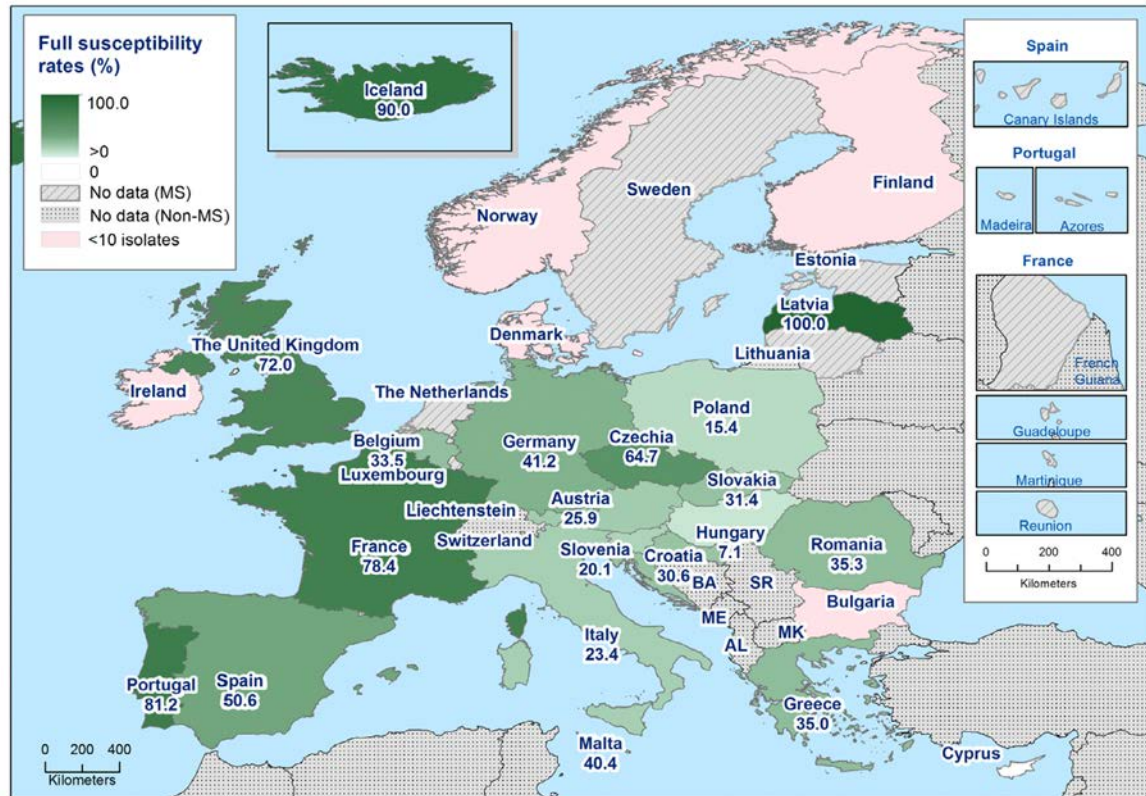 Full susceptibility
rates (%)
100.0
>0
0
No data (MS)
No data (Non-MS)
<10 isolates
Iceland
90.0
Spain
Canary Islands
Portugal
Madeira
Azores
France
French
Guiana
Guadeloupe
Martinique
Reunion
0 200 400
Kilometers
Sweden
Finland
Norway
Estonia
Latvia
100.0
Denmark
Lithuania
The United Kingdom
72.0
Ireland
The Netherlands
Poland
15.4
Belgium
33.5
Germany
41.2
Czechia
64.7
Luxembourg
Slovakia
31.4
Austria
25.9
Liechtenstein
Hungary
7.1
Switzerland
Slovenia
20.1
Croatia
30.6
Romania
35.3
France
78.4
BA
SR
Bulgaria
ME
MK
AL
Italy
23.4
Portugal
81.2
Spain
50.6
Greece
35.0
Malta
40.4
Cyprus
0 200 400
Kilometers